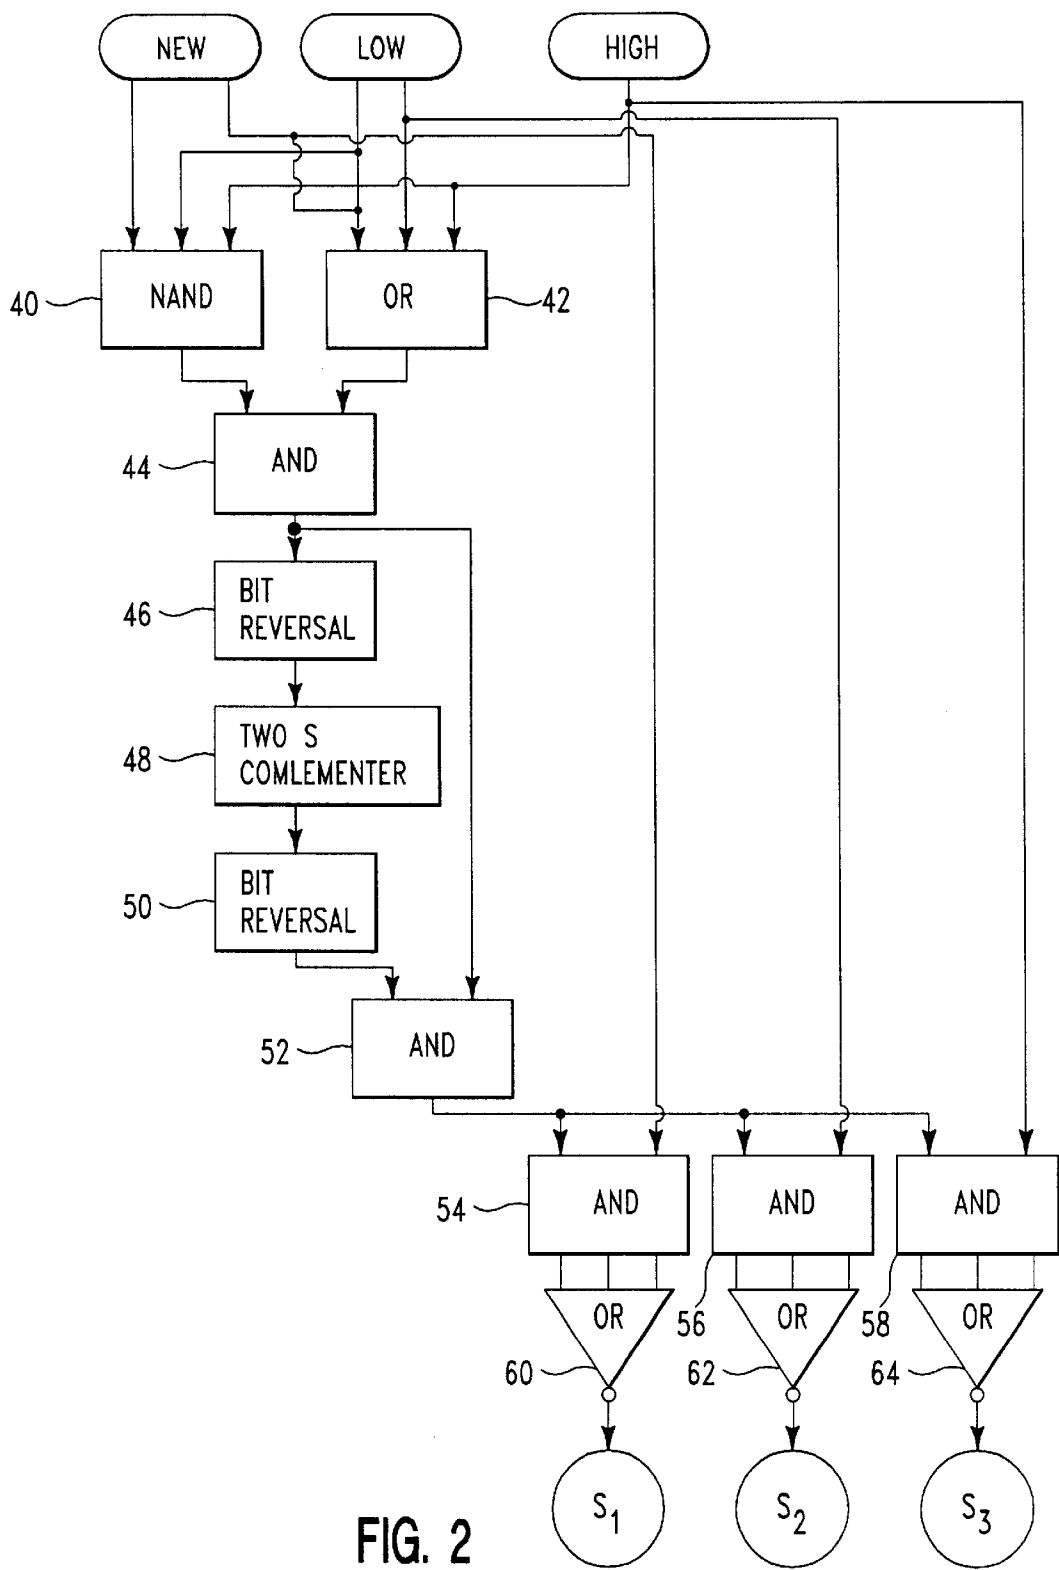 NEW
LOW
HIGH
40
NAND
OR
42
44
AND
46
BIT
REVERSAL
48
TWO S
COMLEMENTER
50
BIT
REVERSAL
52
AND
54
AND
AND
AND
56
58
OR
OR
OR
60
62
64
S1
S2
S3
FIG. 2